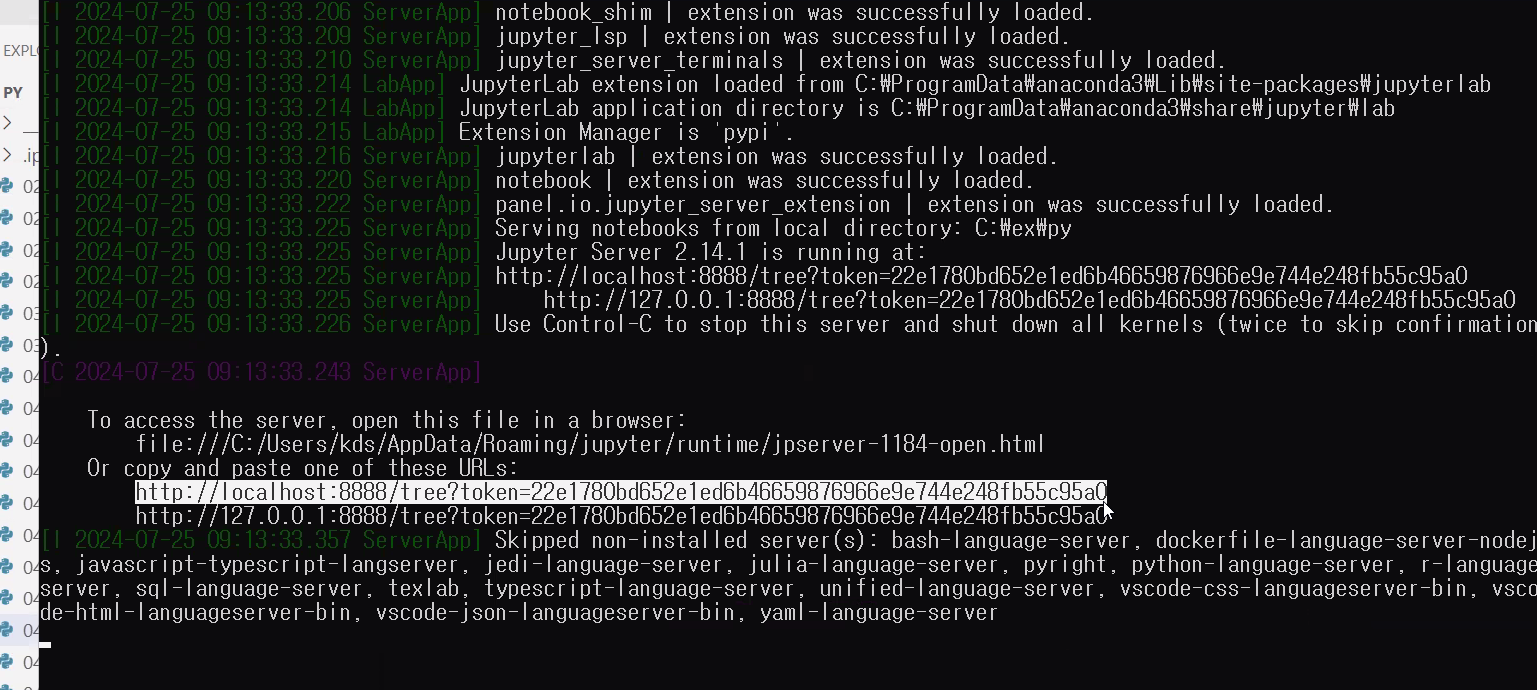 [I 2024-07-25 09:13:33.206 ServerApp] notebook_shim | extension was successfully loaded.
[I 2024-07-25 09:13:33.209 ServerApp] jupyter_lsp | extension was successfully loaded.
[I 2024-07-25 09:13:33.210 ServerApp] jupyter_server_terminals | extension was successfully loaded.
[I 2024-07-25 09:13:33.214 LabApp] JupyterLab extension loaded from C:₩ProgramData₩anaconda3₩Lib₩site-packages₩jupyterlab
[I 2024-07-25 09:13:33.214 LabApp] JupyterLab application directory is C:₩ProgramData₩anaconda3₩share₩jupyter₩lab
[I 2024-07-25 09:13:33.215 LabApp] Extension Manager is 'pypi'.
[I 2024-07-25 09:13:33.216 ServerApp] jupyterlab | extension was successfully loaded.
[I 2024-07-25 09:13:33.220 ServerApp] notebook | extension was successfully loaded.
[I 2024-07-25 09:13:33.222 ServerApp] panel.io.jupyter_server_extension | extension was successfully loaded.
[I 2024-07-25 09:13:33.225 ServerApp] Serving notebooks from local directory: C:₩ex₩py
[I 2024-07-25 09:13:33.225 ServerApp] Jupyter Server 2.14.1 is running at:
[I 2024-07-25 09:13:33.225 ServerApp] http://localhost:8888/tree?token=22e1780bd652e1ed6b46659876966e9e744e248fb55c95a0
[I 2024-07-25 09:13:33.225 ServerApp]     http://127.0.0.1:8888/tree?token=22e1780bd652e1ed6b46659876966e9e744e248fb55c95a0
[I 2024-07-25 09:13:33.226 ServerApp] Use Control-C to stop this server and shut down all kernels (twice to skip confirmation
).
[C 2024-07-25 09:13:33.243 ServerApp]
To access the server, open this file in a browser:
file:///C:/Users/kds/AppData/Roaming/jupyter/runtime/jpserver-1184-open.html
Or copy and paste one of these URLs:
http://localhost:8888/tree?token=22e1780bd652e1ed6b46659876966e9e744e248fb55c95a0
http://127.0.0.1:8888/tree?token=22e1780bd652e1ed6b46659876966e9e744e248fb55c95a0
[I 2024-07-25 09:13:33.357 ServerApp] Skipped non-installed server(s): bash-language-server, dockerfile-language-server-nodej
s, javascript-typescript-langserver, jedi-language-server, julia-language-server, pyright, python-language-server, r-language
server, sql-language-server, texlab, typescript-language-server, unified-language-server, vscode-css-languageserver-bin, vsco
de-html-languageserver-bin, vscode-json-languageserver-bin, yaml-language-server
EXPL
PY
.ip
02
02
02
02
03
03
04
04
04
04
04
04
04
04
04
04